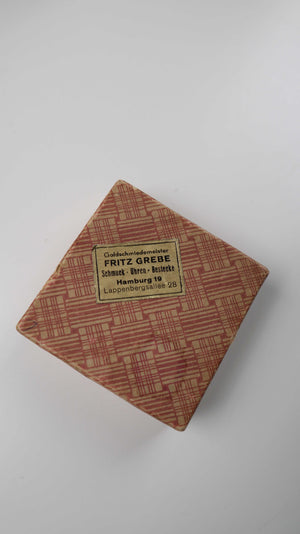 Goldschmiedemeister
FRITZ GREBE
Schmuck · Uhren · Bestecke
Hamburg 19
Lappenbergsallee 28